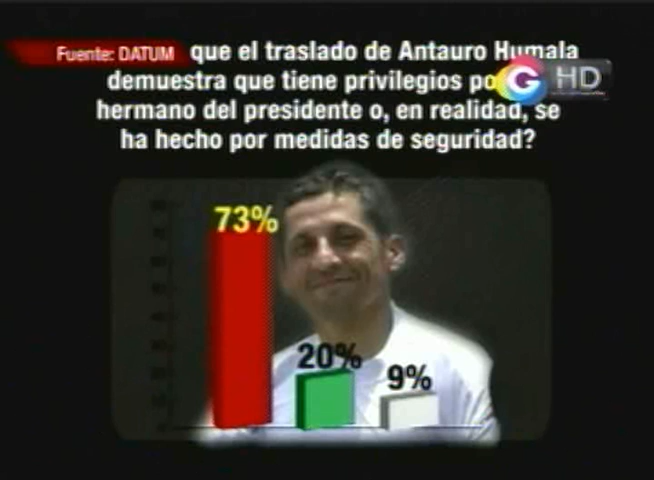 Fuente: DATUM
que el traslado de Antauro Humala
demuestra que tiene privilegios po
hermano del presidente o, en realidad, se
ha hecho por medidas de seguridad?
G HD
73%
20%
9%